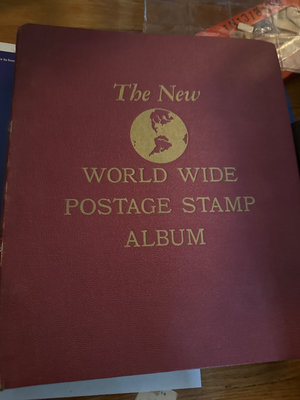 The New
WORLD WIDE
POSTAGE STAMP
ALBUM